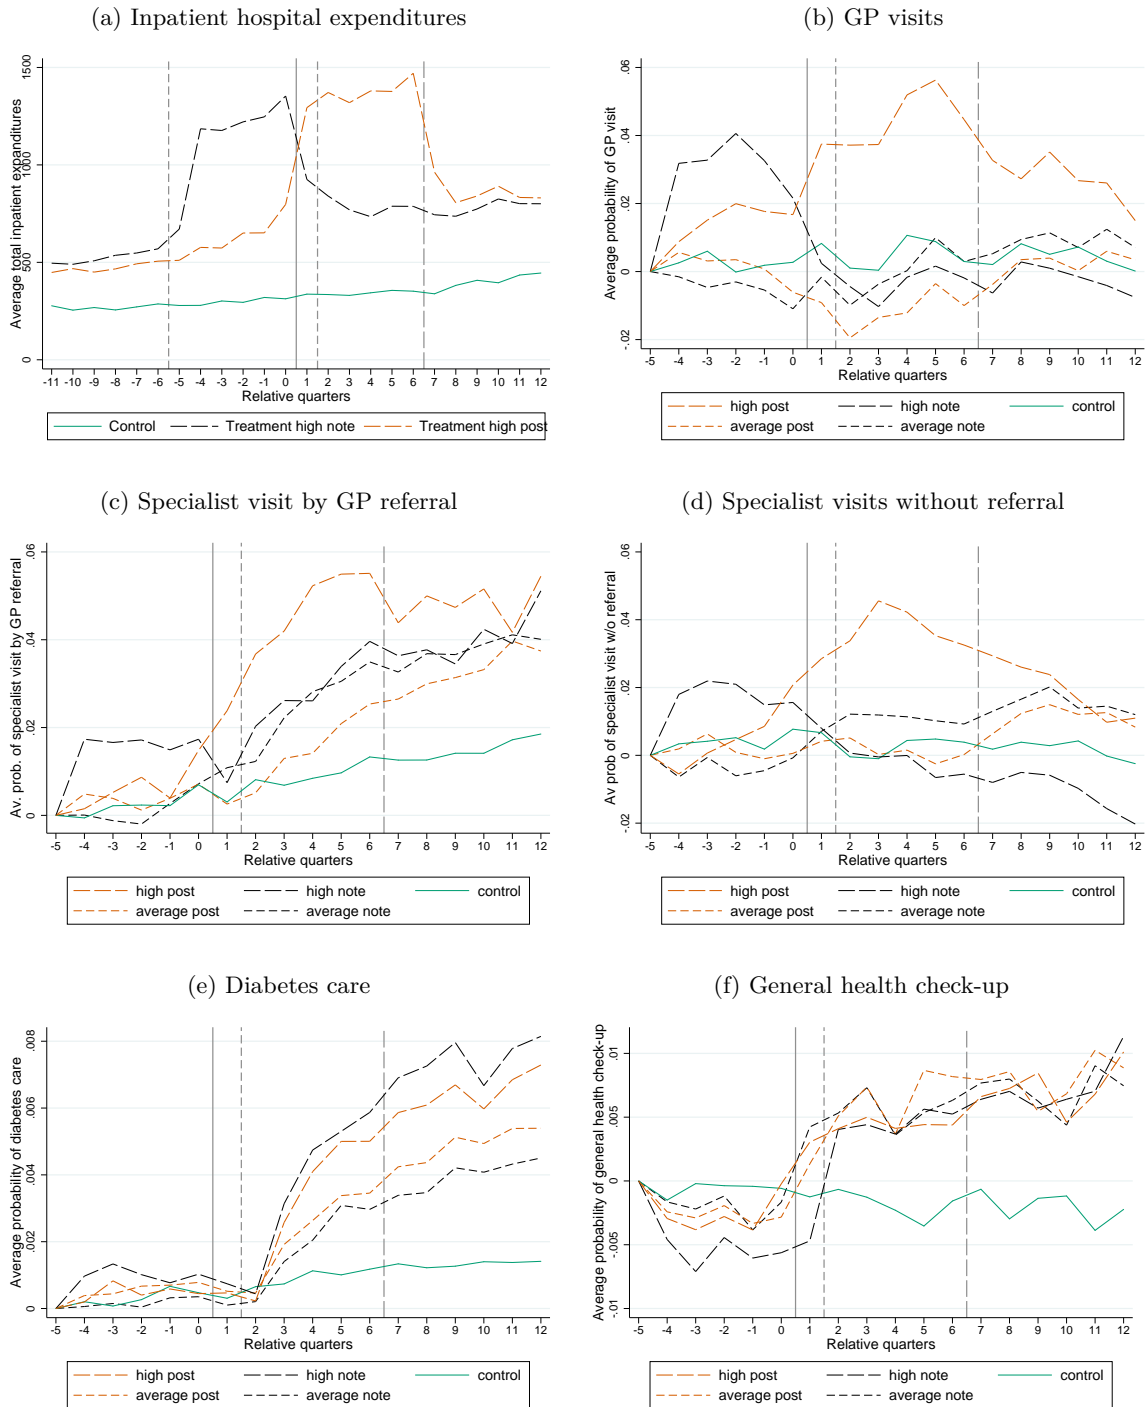 (a) Inpatient hospital expenditures
Average total inpatient expenditures
1500
1000
500
0
-11 -10 -9 -8 -7 -6 -5 -4 -3 -2 -1 0 1 2 3 4 5 6 7 8 9 10 11 12
Relative quarters
Control Treatment high note Treatment high post
(b) GP visits
Average probability of GP visit
.06
.04
.02
0
-.02
-5 -4 -3 -2 -1 0 1 2 3 4 5 6 7 8 9 10 11 12
Relative quarters
high post high note control
average post average note
(c) Specialist visit by GP referral
Av. prob. of specialist visit by GP referral
.06
.04
.02
0
-5 -4 -3 -2 -1 0 1 2 3 4 5 6 7 8 9 10 11 12
Relative quarters
high post high note control
average post average note
(d) Specialist visits without referral
Av prob of specialist visit w/o referral
.06
.04
.02
0
-.02
-5 -4 -3 -2 -1 0 1 2 3 4 5 6 7 8 9 10 11 12
Relative quarters
high post high note control
average post average note
(e) Diabetes care
Average probability of diabetes care
.008
.006
.004
.002
0
-5 -4 -3 -2 -1 0 1 2 3 4 5 6 7 8 9 10 11 12
Relative quarters
high post high note control
average post average note
(f) General health check-up
Average probability of general health check-up
.01
.005
0
-.005
-.01
-5 -4 -3 -2 -1 0 1 2 3 4 5 6 7 8 9 10 11 12
Relative quarters
high post high note control
average post average note